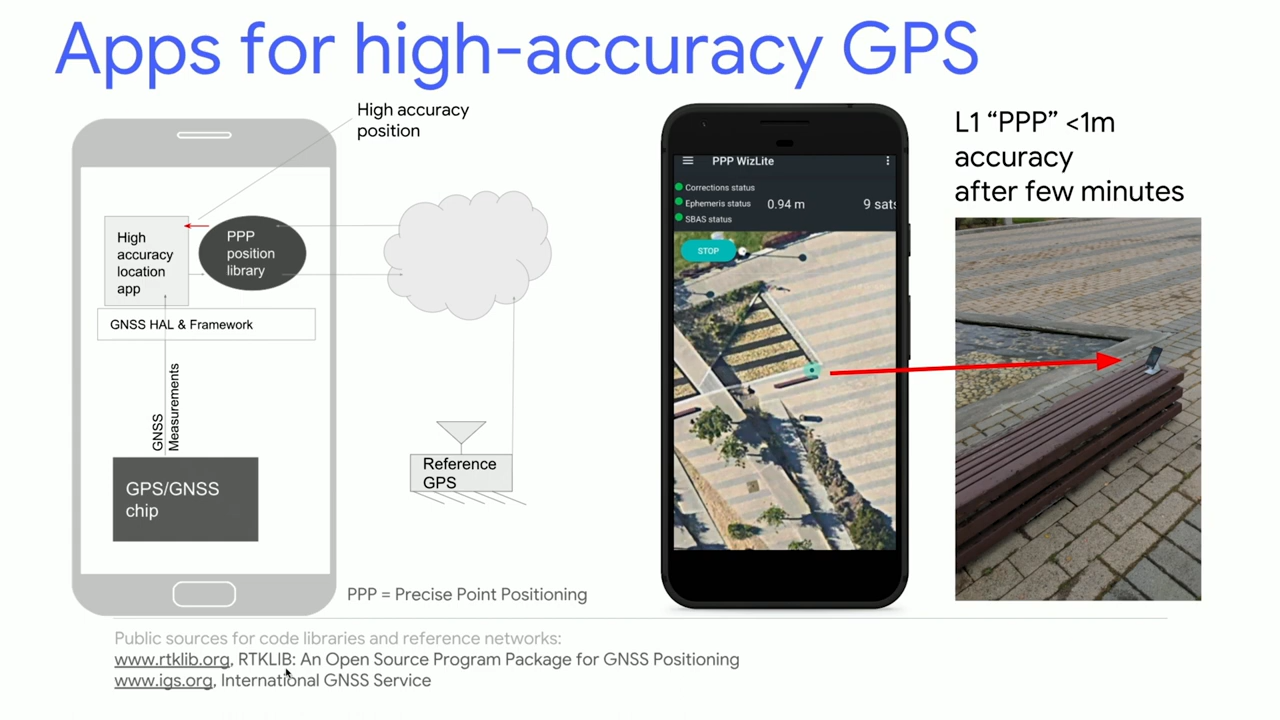 Apps for high-accuracy GPS
High accuracy
position
High
accuracy
location
app
PPP
position
library
GNSS HAL & Framework
GNSS
Measurements
GPS/GNSS
chip
Reference
GPS
PPP = Precise Point Positioning
PPP WizLite
Corrections status
Ephemeris status
SBAS status
0.94 m
9 sats
STOP
L1 “PPP” <1m
accuracy
after few minutes
Public sources for code libraries and reference networks:
www.rtklib.org, RTKLIB: An Open Source Program Package for GNSS Positioning
www.igs.org, International GNSS Service